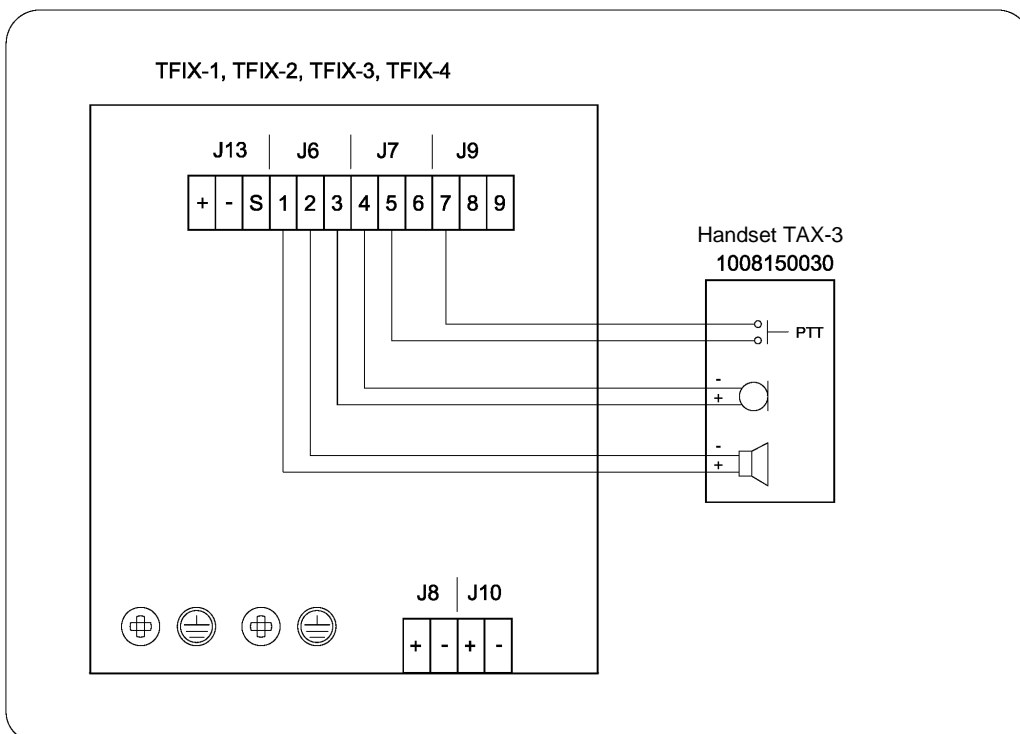 TFIX-1, TFIX-2, TFIX-3, TFIX-4
J13 J6 J7 J9
+ - S 1 2 3 4 5 6 7 8 9
Handset TAX-3
1008150030
PTT
-
+
-
+
J8 J10
+ - + -